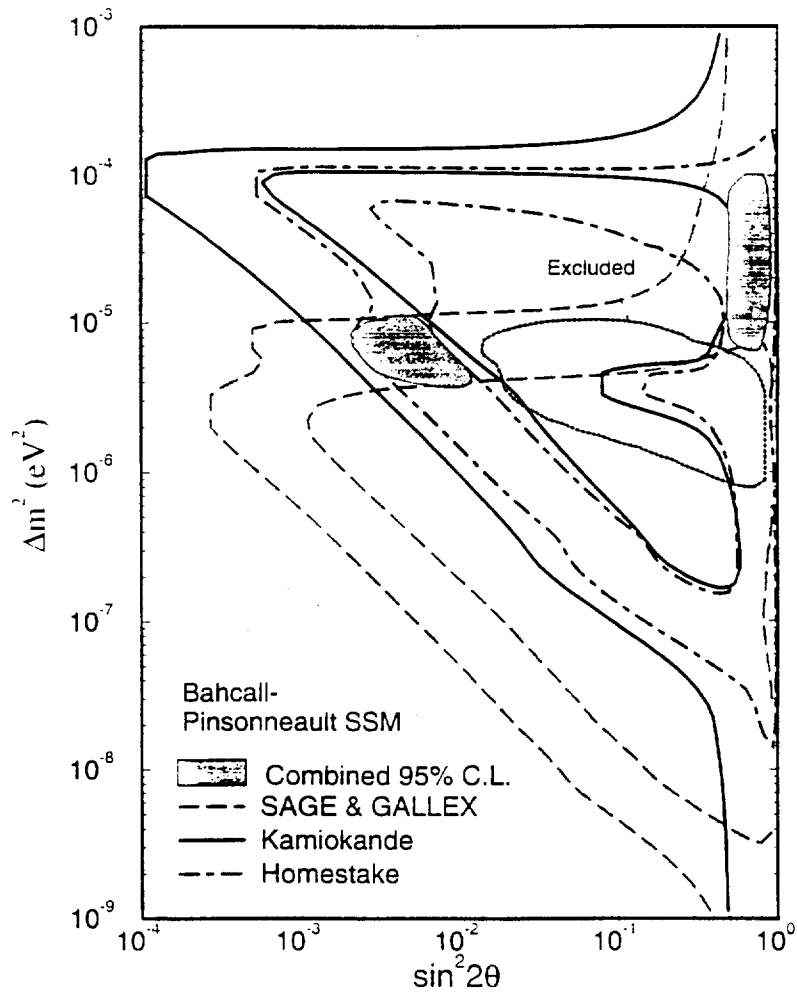 10⁻³
10⁻⁴
10⁻⁵
10⁻⁶
10⁻⁷
10⁻⁸
10⁻⁹
Δm² (eV²)
Excluded
Bahcall-
Pinsonneault SSM
Combined 95% C.L.
SAGE & GALLEX
Kamiokande
Homestake
10⁻⁴ 10⁻³ 10⁻² 10⁻¹ 10⁰
sin²2θ